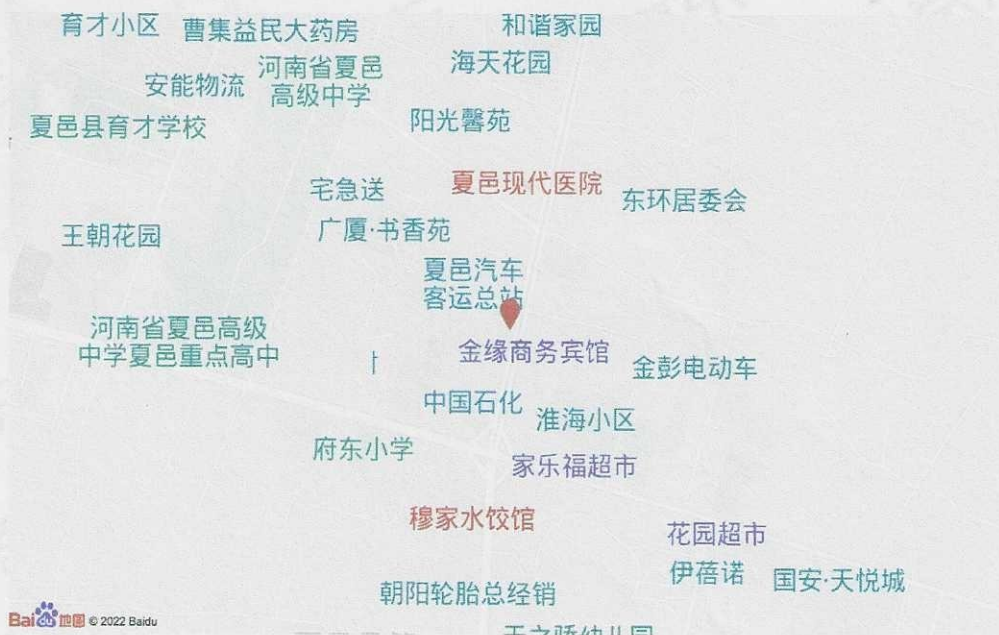 育才小区
曹集益民大药房
和谐家园
河南省夏邑
高级中学
海天花园
安能物流
夏邑县育才学校
阳光馨苑
宅急送
夏邑现代医院
东环居委会
王朝花园
广厦·书香苑
夏邑汽车
客运总站
河南省夏邑高级
中学夏邑重点高中
金缘商务宾馆
金彭电动车
中国石化
淮海小区
府东小学
家乐福超市
穆家水饺馆
花园超市
伊蓓诺
国安·天悦城
朝阳轮胎总经销
Bai du 地图 © 2022 Baidu